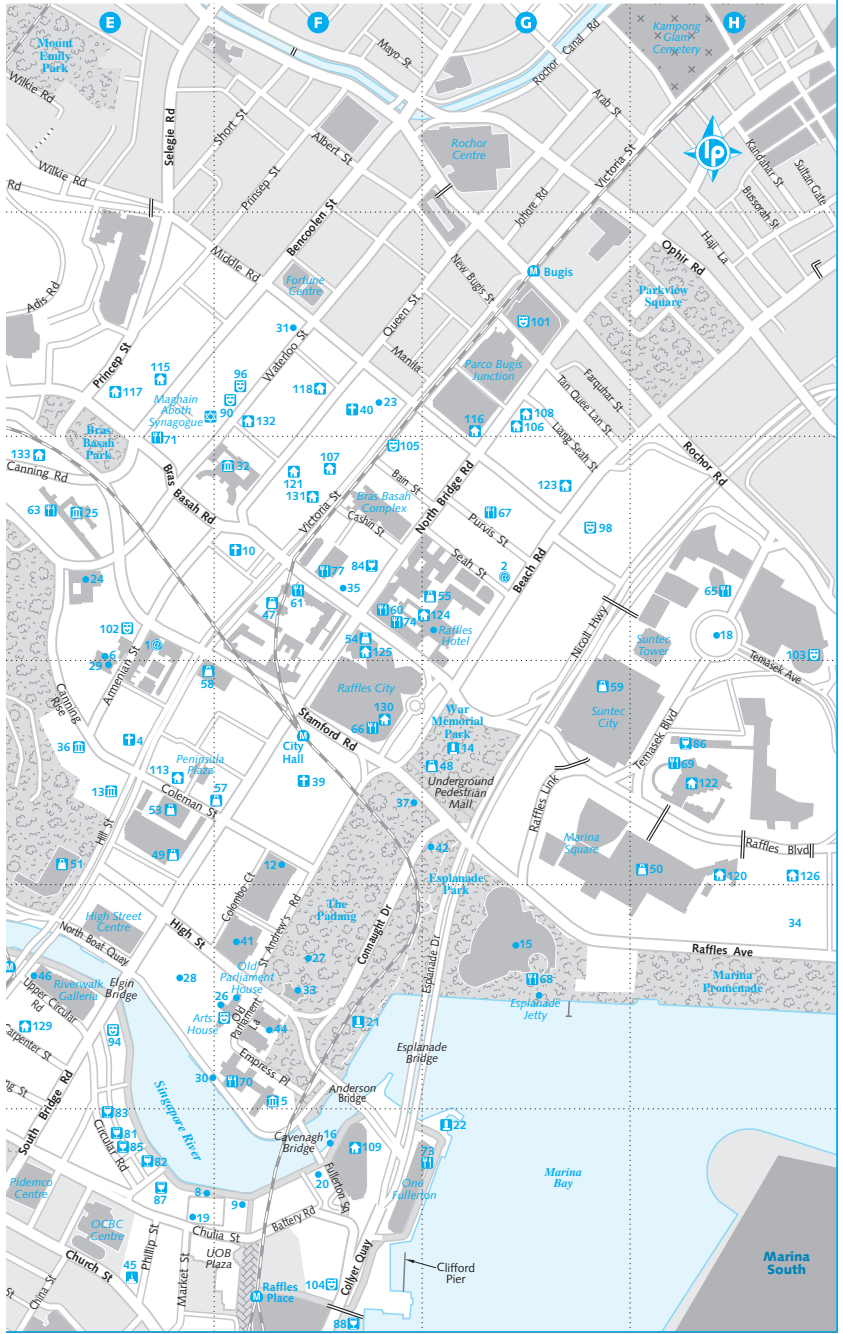 E
F
G
H
Mount
Emily
Park
Wilkie Rd
Wilkie Rd
Rd
Selegie Rd
Short St
Prinsep St
Albert St
Mayo St
Bencoolen St
Middle Rd
Rochor Canal Rd
Kampong
Glam
Cemetery
Arab St
Victoria St
lp
Kandahar St
Sultan Gate
Bussorah St
Haji La
Rochor
Centre
Johore Rd
Ophir Rd
New Bugis St
M Bugis
Parkview
Square
Adis Rd
Fortune
Centre
31
Waterloo St
Queen St
Manila
101
Parco Bugis
Junction
Farquhar St
Tan Quee Lan St
Liang Seah St
Princep St
115
117
Maghain
Aboth
Synagogue
96
90
118
132
40
23
116
108
106
71
Bras
Basah
Park
133
Canning Rd
Bras Basah Rd
32
121
107
131
Victoria St
105
Bain St
Bras Basah
Complex
Cashin St
North Bridge Rd
Rochor Rd
123
67
Purvis St
98
63
25
10
77
84
35
Seah St
2
@
Beach Rd
24
47
61
60
74
55
124
Raffles
Hotel
Nicoll Hwy
65
Suntec
Tower
18
103
Temasek Ave
102
6
29
1@
Armenian St
54
125
58
Raffles City
130
66
Stamford Rd
War
Memorial
Park
14
48
Underground
Pedestrian
Mall
59
Suntec
City
Temasek Blvd
86
69
122
Canning
Rise
36
4
M
City
Hall
39
Peninsula
Plaza
113
57
Coleman St
13
53
37
Raffles Link
Hill St
51
49
12
42
Marina
Square
50
Raffles Blvd
120
126
Esplanade
Park
Colombo Ct
The
Padang
St Andrew's Rd
34
High Street
Centre
High St
North Boat Quay
41
27
Connaught Dr
Esplanade Dr
15
Raffles Ave
M
46
Riverwalk
Galleria
Elgin
Bridge
28
Old
Parliament
House
26
33
68
Esplanade
Jetty
Marina
Promenade
Upper Circular
Rd
129
Carpenter St
94
Arts
House
Old
Parliament
La
44
21
Esplanade
Bridge
Empress Pl
30
70
5
Anderson
Bridge
South Bridge Rd
83
81
85
82
Circular Rd
Singapore River
Cavenagh
Bridge
16
109
22
73
One
Fullerton
Marina
Bay
Pidemco
Centre
87
8
9
19
20
Fullerton Sq
Battery Rd
OCBC
Centre
Chulia St
UOB
Plaza
Church St
45
Phillip St
Market St
China St
Raffles
M Place
104
Collyer Quay
88
Clifford
Pier
Marina
South